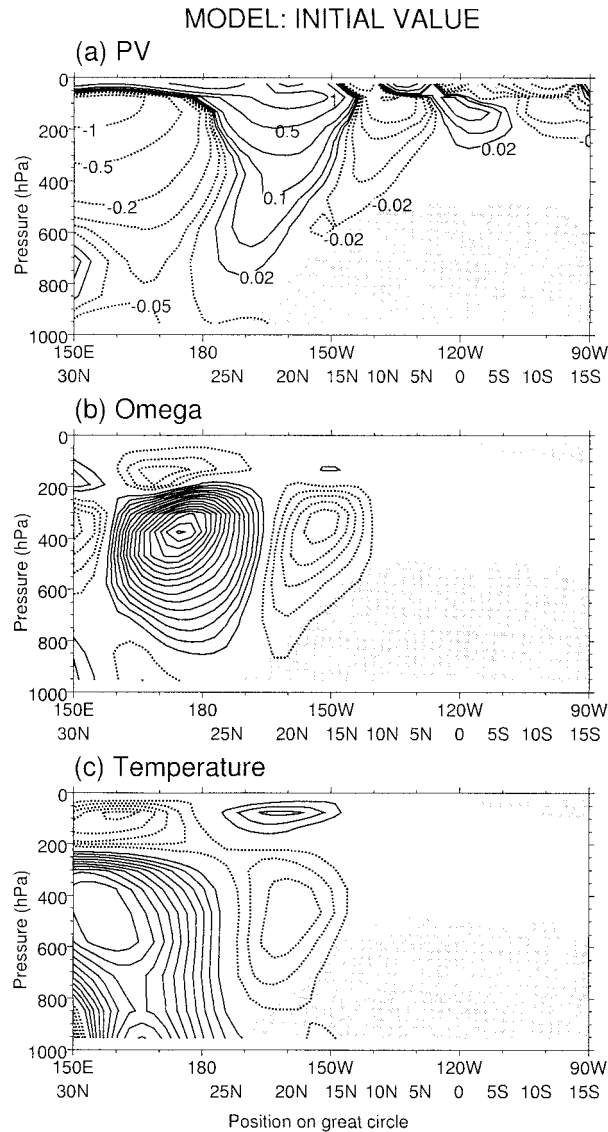 MODEL: INITIAL VALUE
(a) PV
0
200
400
600
800
1000
Pressure (hPa)
-1
-0.5
-0.2
-0.05
1
0.5
0.1
0.02
-0.02
-0.02
0.02
150E 180 150W 120W 90W
30N 25N 20N 15N 10N 5N 0 5S 10S 15S
(b) Omega
0
200
400
600
800
1000
Pressure (hPa)
150E 180 150W 120W 90W
30N 25N 20N 15N 10N 5N 0 5S 10S 15S
(c) Temperature
0
200
400
600
800
1000
Pressure (hPa)
150E 180 150W 120W 90W
30N 25N 20N 15N 10N 5N 0 5S 10S 15S
Position on great circle